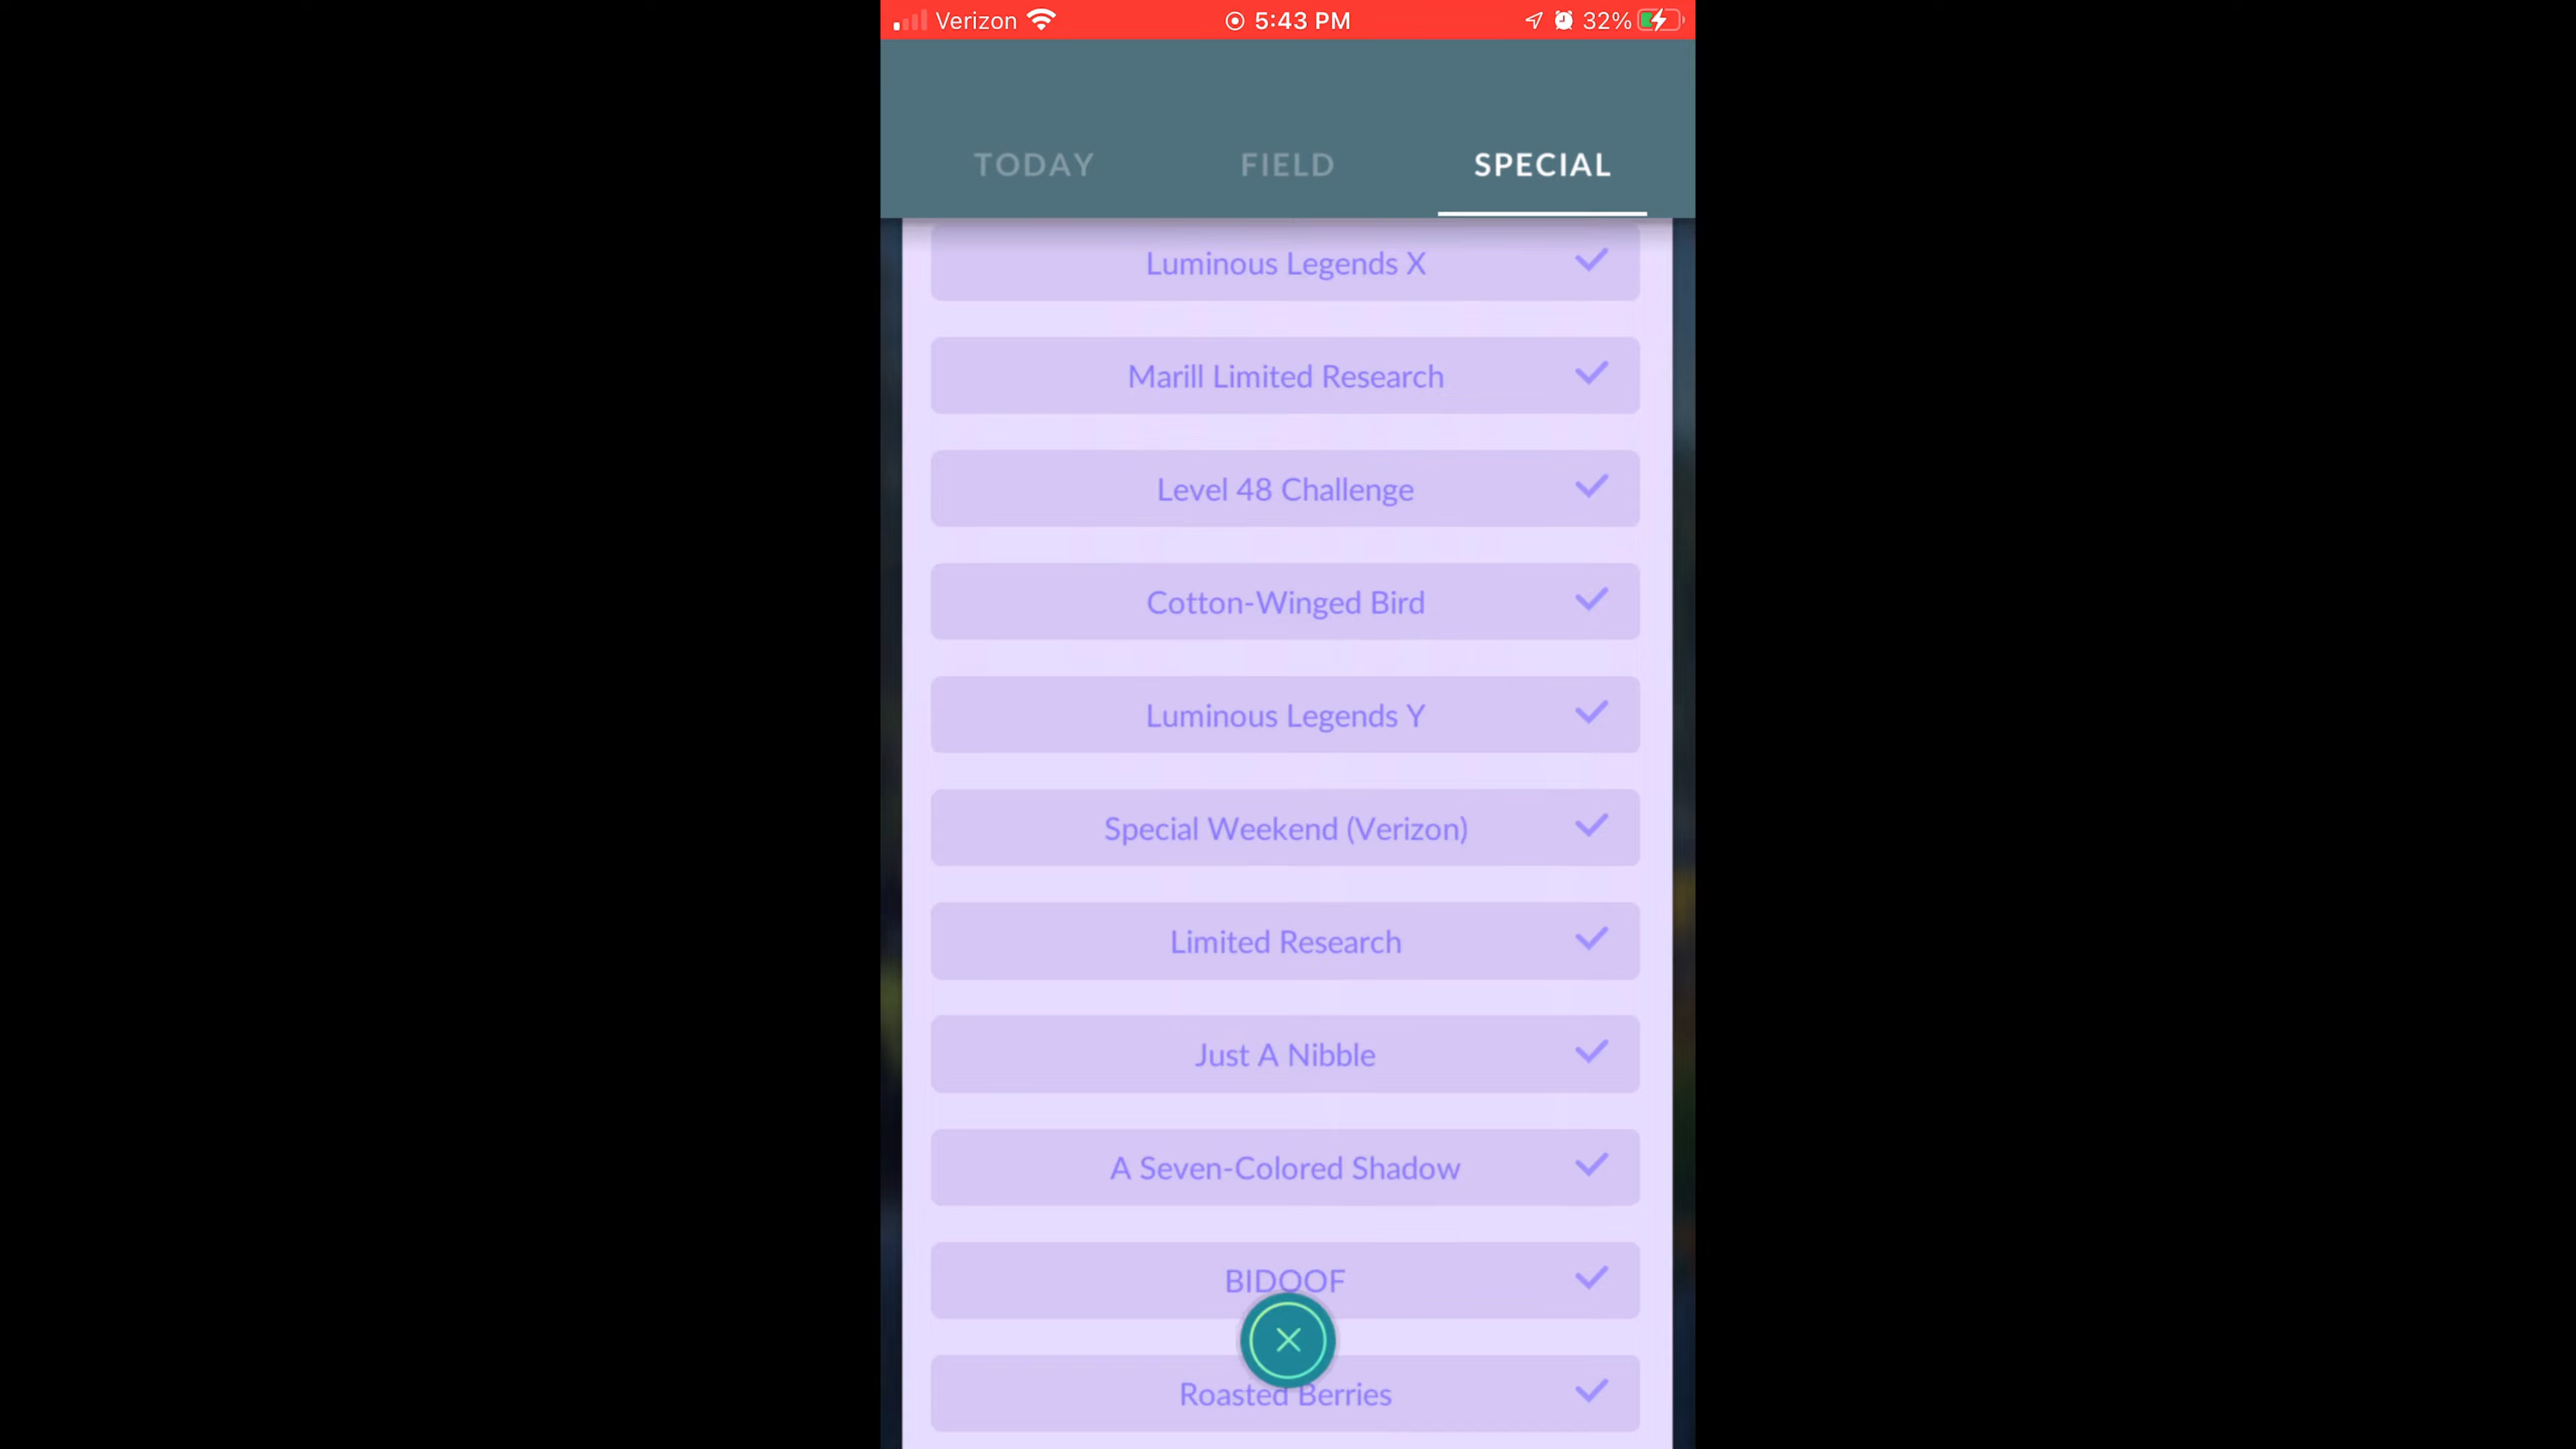 Verizon 5:43 PM 32%
TODAY FIELD SPECIAL
Luminous Legends X
Marill Limited Research
Level 48 Challenge
Cotton-Winged Bird
Luminous Legends Y
Special Weekend (Verizon)
Limited Research
Just A Nibble
A Seven-Colored Shadow
BIDOOF
Roasted Berries